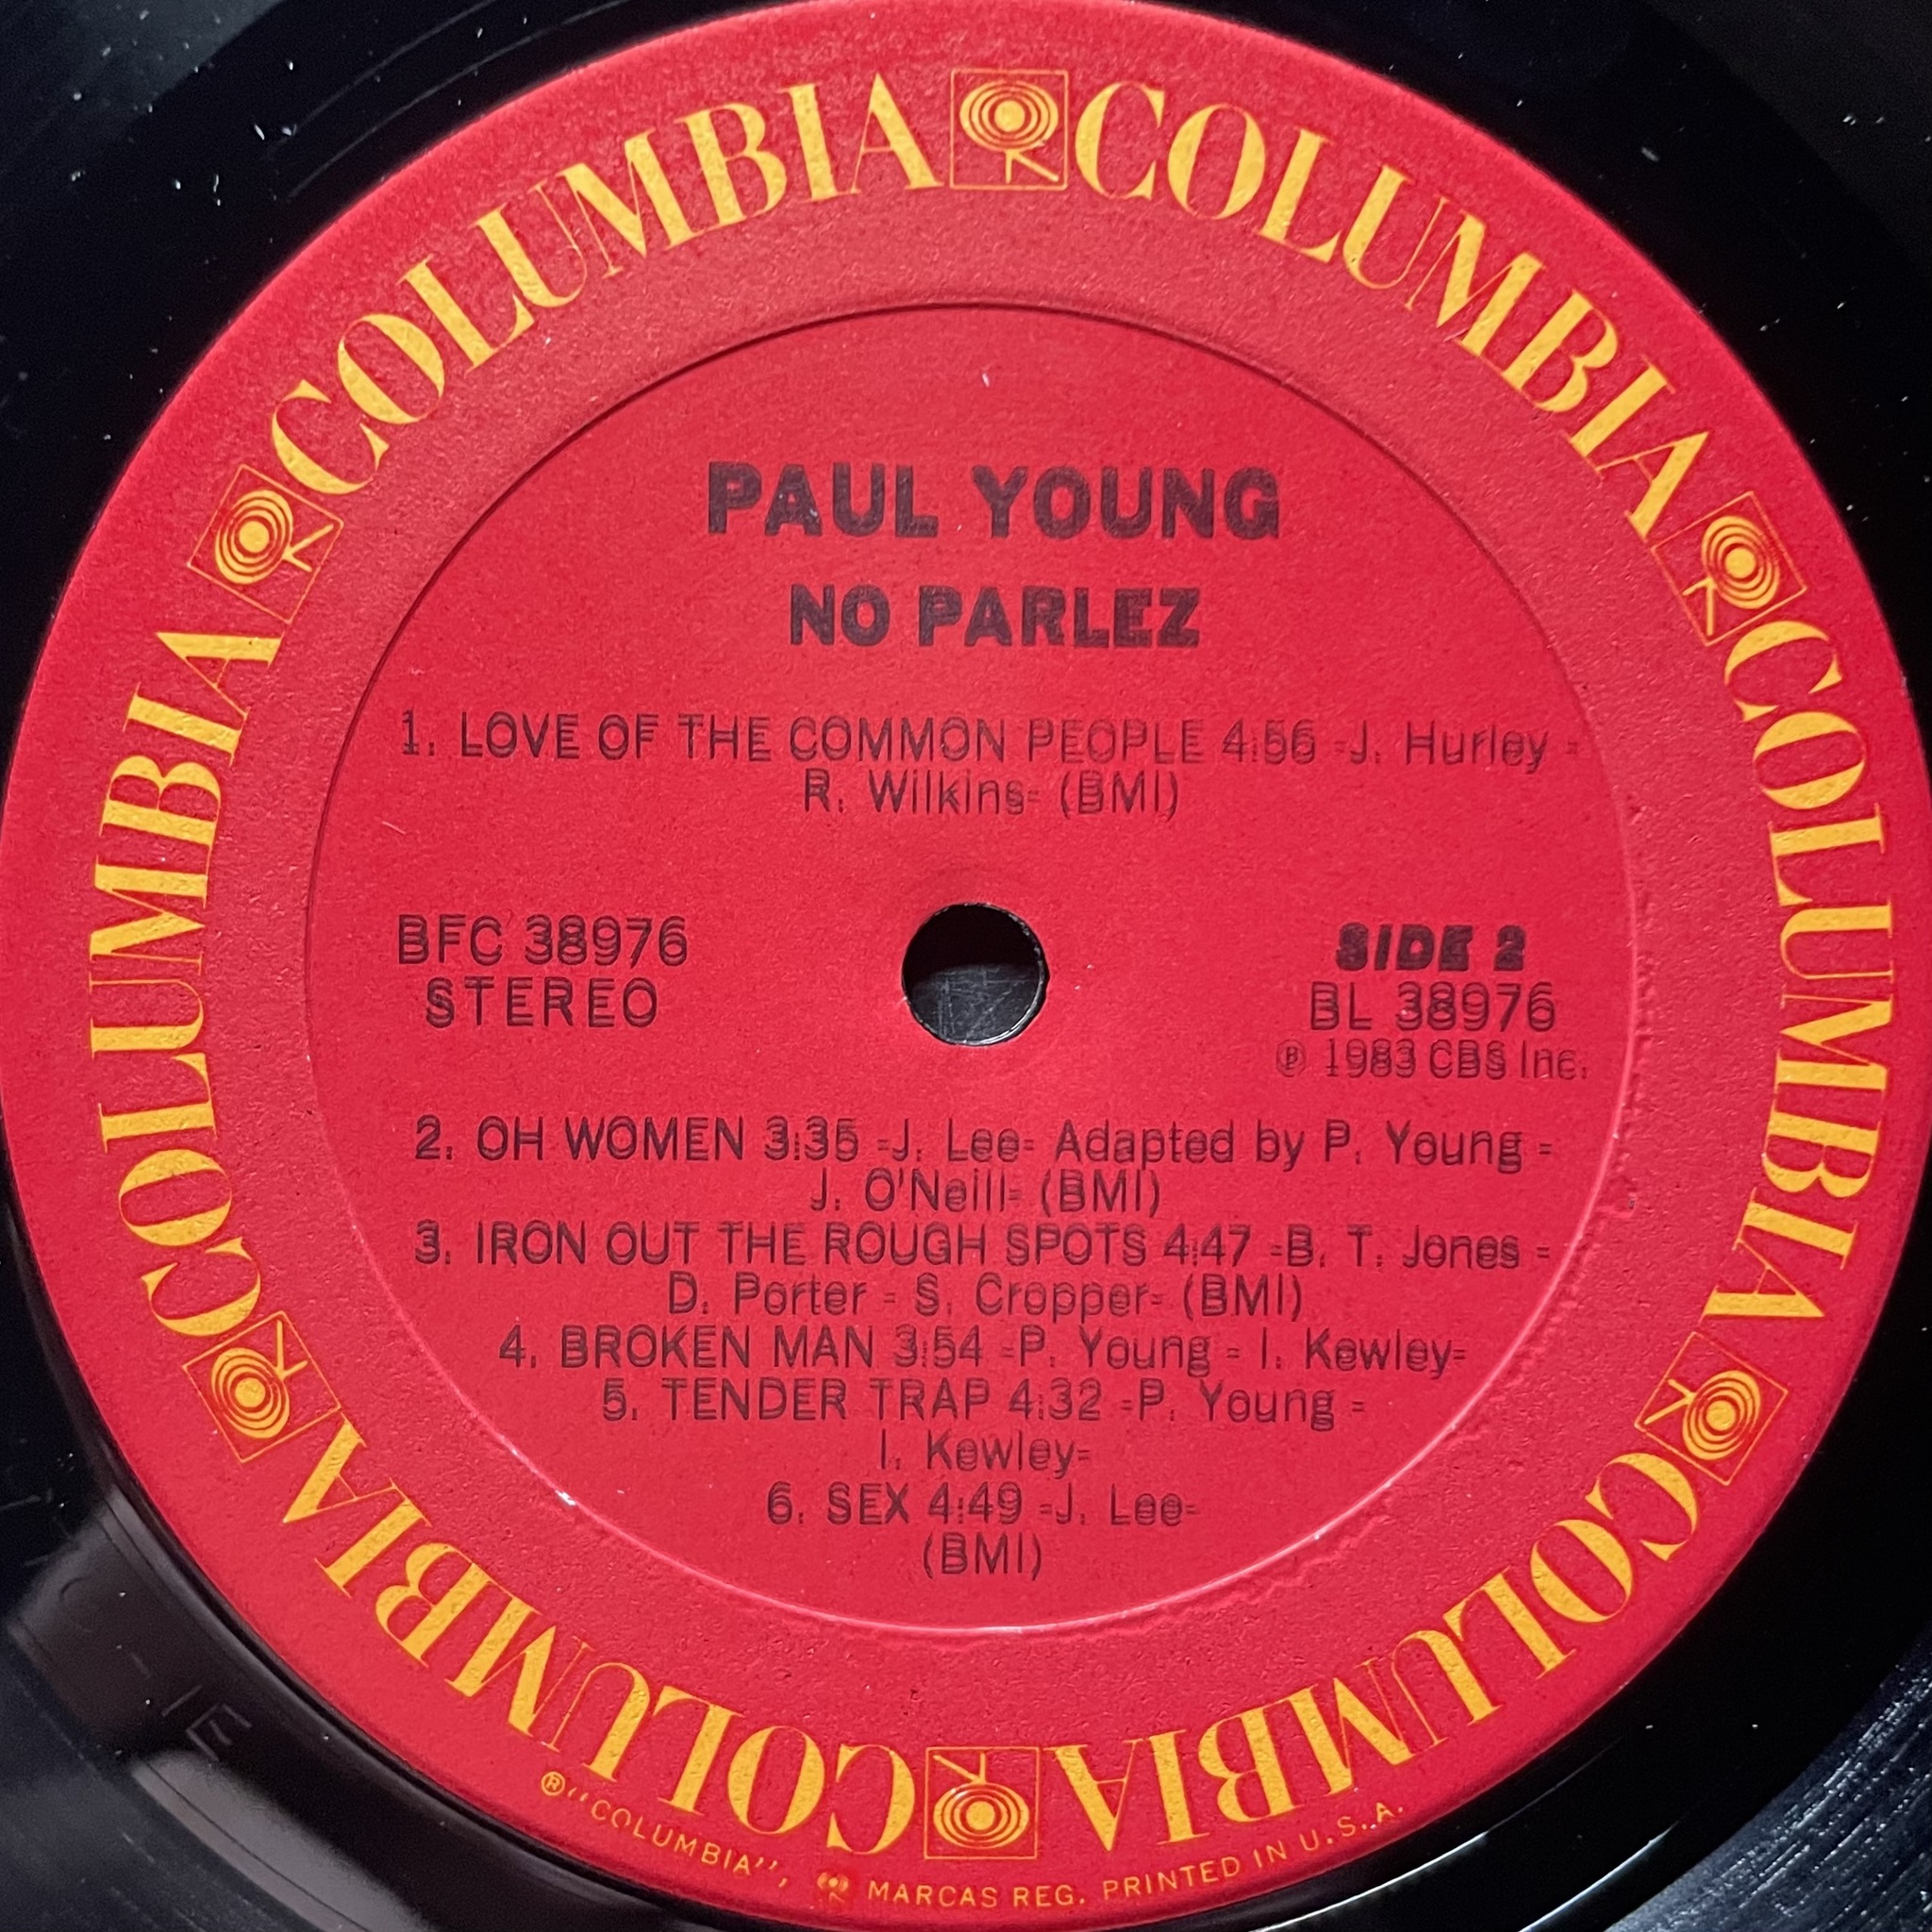 COLUMBIA COLUMBIA COLUMBIA COLUMBIA COLUMBIA COLUMBIA
PAUL YOUNG
NO PARLEZ
1. LOVE OF THE COMMON PEOPLE 4:56 -J. Hurley -
R. Wilkins- (BMI)
BFC 38976
STEREO
SIDE 2
BL 38976
Ⓟ 1983 CBS Inc.
2. OH WOMEN 3:35 -J. Lee- Adapted by P. Young -
J. O'Neill- (BMI)
3. IRON OUT THE ROUGH SPOTS 4:47 -B. T. Jones -
D. Porter - S. Cropper- (BMI)
4. BROKEN MAN 3:54 -P. Young - I. Kewley-
5. TENDER TRAP 4:32 -P. Young -
I. Kewley-
6. SEX 4:49 -J. Lee-
(BMI)
®"COLUMBIA", MARCAS REG. PRINTED IN U.S.A.